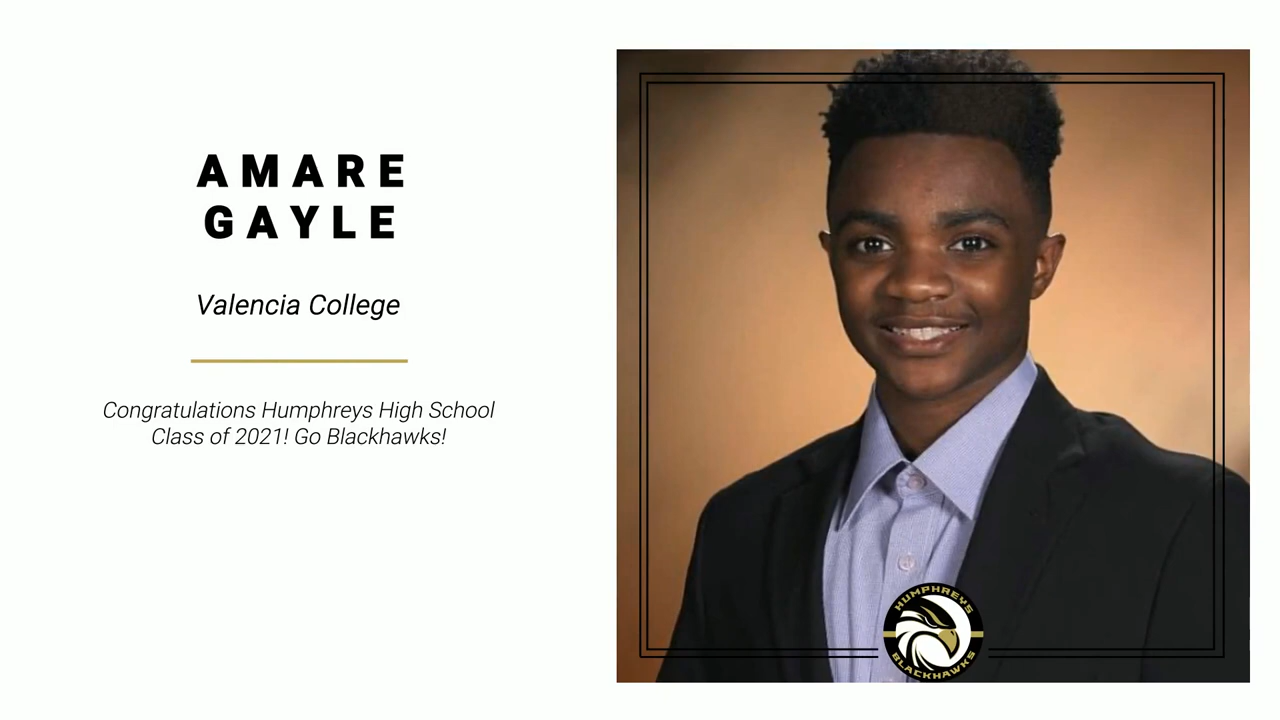 AMARE
GAYLE
Valencia College
Congratulations Humphreys High School
Class of 2021! Go Blackhawks!
HUMPHREYS
BLACKHAWKS